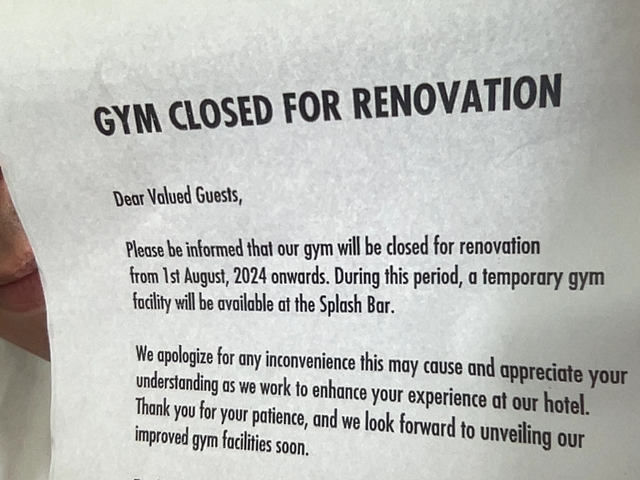 GYM CLOSED FOR RENOVATION
Dear Valued Guests,
Please be informed that our gym will be closed for renovation
from 1st August, 2024 onwards. During this period, a temporary gym
facility will be available at the Splash Bar.
We apologize for any inconvenience this may cause and appreciate your
understanding as we work to enhance your experience at our hotel.
Thank you for your patience, and we look forward to unveiling our
improved gym facilities soon.